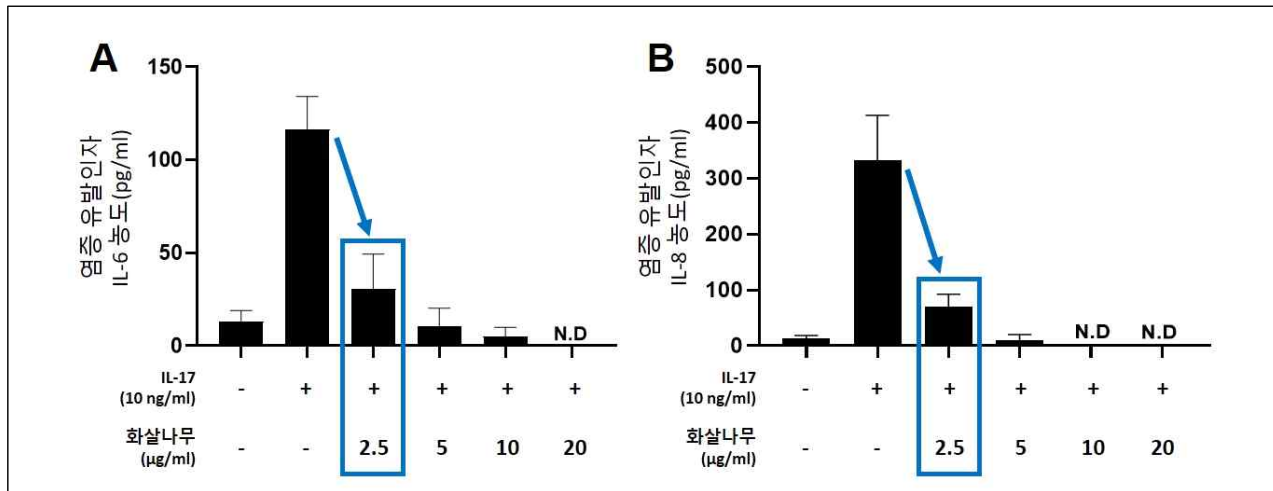 A
염증 유발인자
IL-6 농도(pg/ml)
150
100
50
0
N.D
IL-17
(10 ng/ml)
- + + + + +
화살나무
(μg/ml)
- - 2.5 5 10 20
B
염증 유발인자
IL-8 농도(pg/ml)
500
400
300
200
100
0
N.D N.D
IL-17
(10 ng/ml)
- + + + + +
화살나무
(μg/ml)
- - 2.5 5 10 20